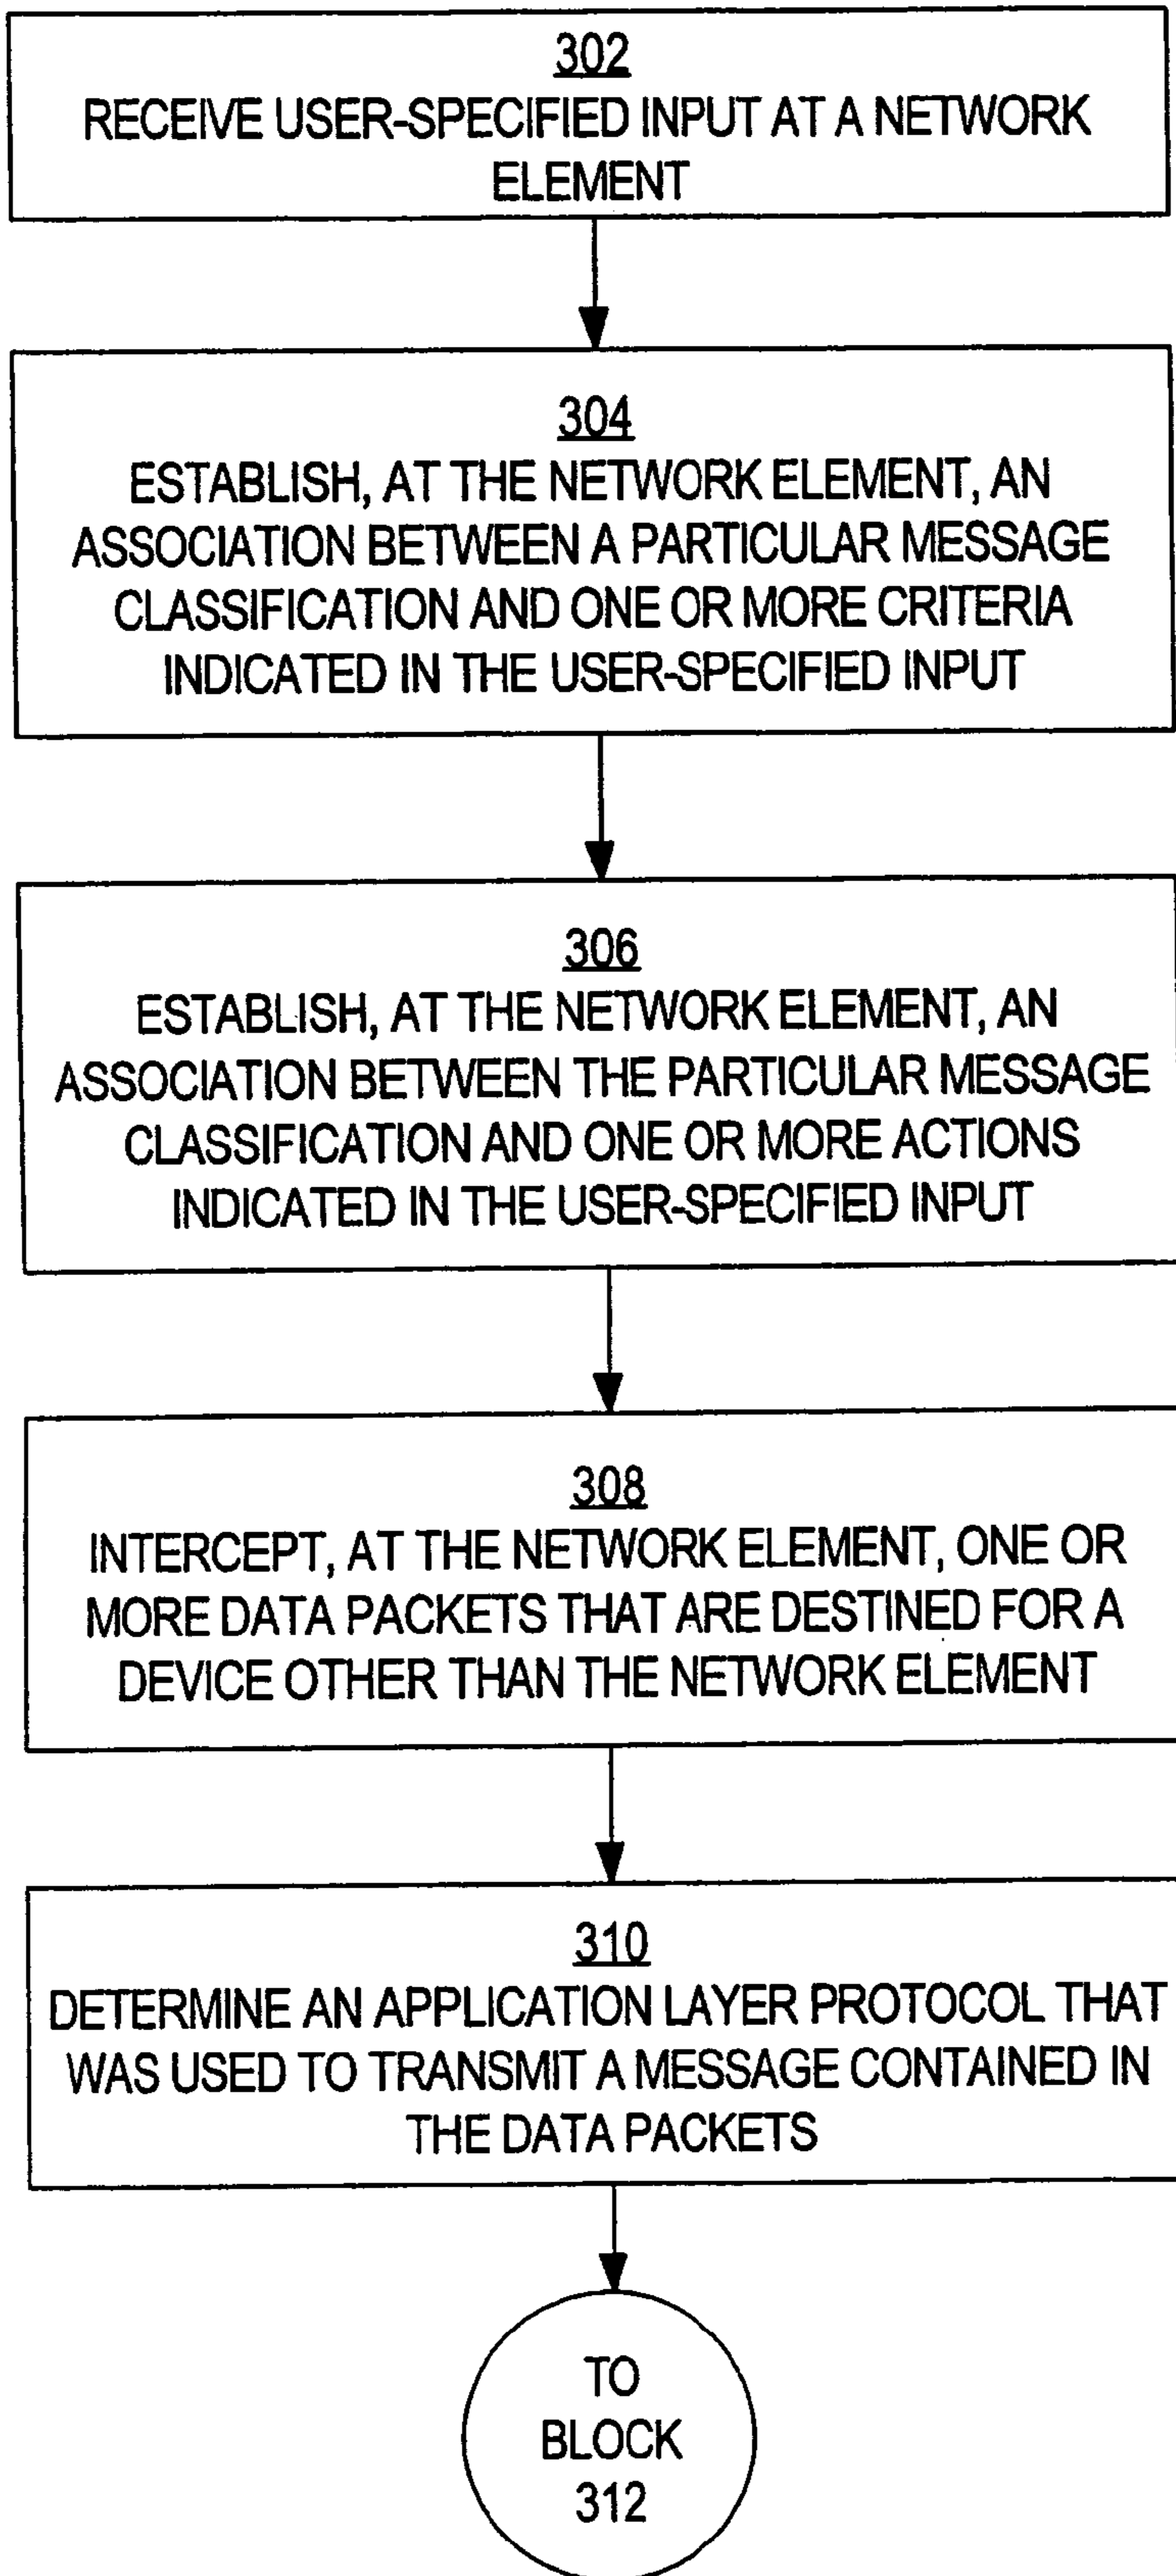 302
RECEIVE USER-SPECIFIED INPUT AT A NETWORK
ELEMENT
304
ESTABLISH, AT THE NETWORK ELEMENT, AN
ASSOCIATION BETWEEN A PARTICULAR MESSAGE
CLASSIFICATION AND ONE OR MORE CRITERIA
INDICATED IN THE USER-SPECIFIED INPUT
306
ESTABLISH, AT THE NETWORK ELEMENT, AN
ASSOCIATION BETWEEN THE PARTICULAR MESSAGE
CLASSIFICATION AND ONE OR MORE ACTIONS
INDICATED IN THE USER-SPECIFIED INPUT
308
INTERCEPT, AT THE NETWORK ELEMENT, ONE OR
MORE DATA PACKETS THAT ARE DESTINED FOR A
DEVICE OTHER THAN THE NETWORK ELEMENT
310
DETERMINE AN APPLICATION LAYER PROTOCOL THAT
WAS USED TO TRANSMIT A MESSAGE CONTAINED IN
THE DATA PACKETS
TO
BLOCK
312